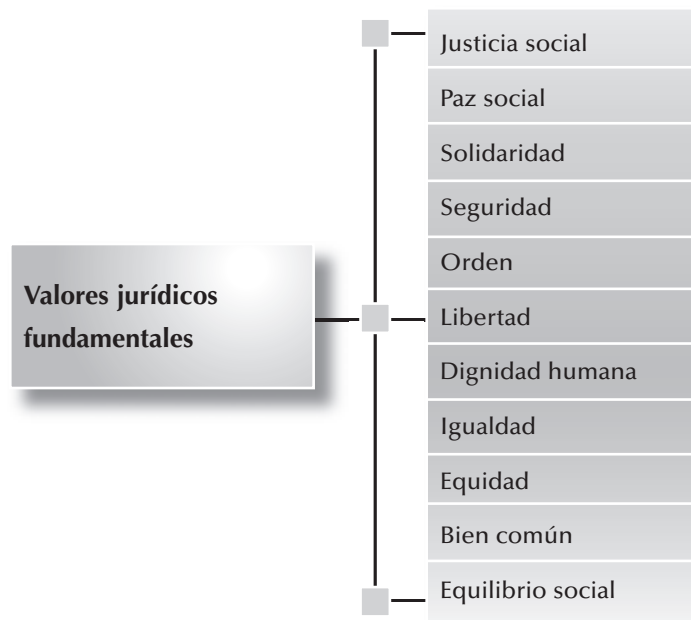 Valores jurídicos
fundamentales
Justicia social
Paz social
Solidaridad
Seguridad
Orden
Libertad
Dignidad humana
Igualdad
Equidad
Bien común
Equilibrio social